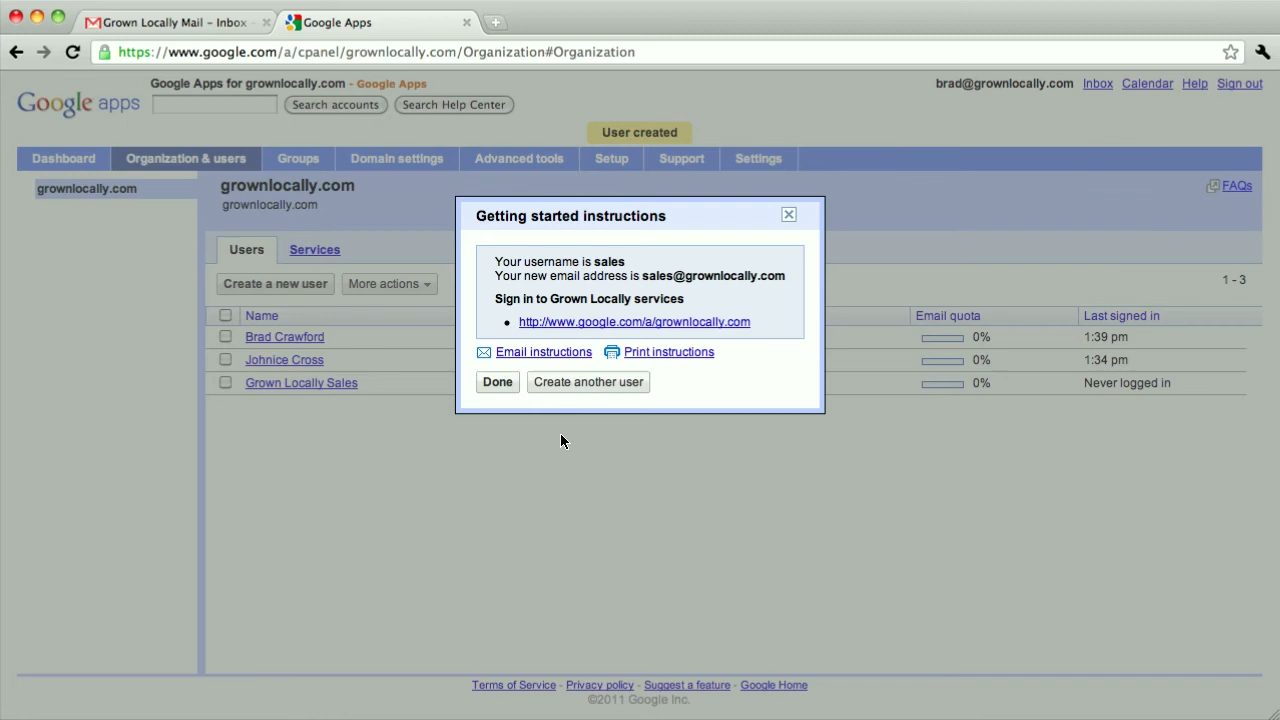 Grown Locally Mail – Inbox
Google Apps
https://www.google.com/a/cpanel/grownlocally.com/Organization#Organization
Google apps
Google Apps for grownlocally.com - Google Apps
Search accounts
Search Help Center
brad@grownlocally.com Inbox Calendar Help Sign out
User created
Dashboard
Organization & users
Groups
Domain settings
Advanced tools
Setup
Support
Settings
grownlocally.com
grownlocally.com
grownlocally.com
FAQs
Users
Services
Create a new user
More actions
1 - 3
Name
Email quota
Last signed in
Brad Crawford
0%
1:39 pm
Johnice Cross
0%
1:34 pm
Grown Locally Sales
0%
Never logged in
Getting started instructions
Your username is sales
Your new email address is sales@grownlocally.com
Sign in to Grown Locally services
• http://www.google.com/a/grownlocally.com
Email instructions
Print instructions
Done
Create another user
Terms of Service - Privacy policy - Suggest a feature - Google Home
©2011 Google Inc.